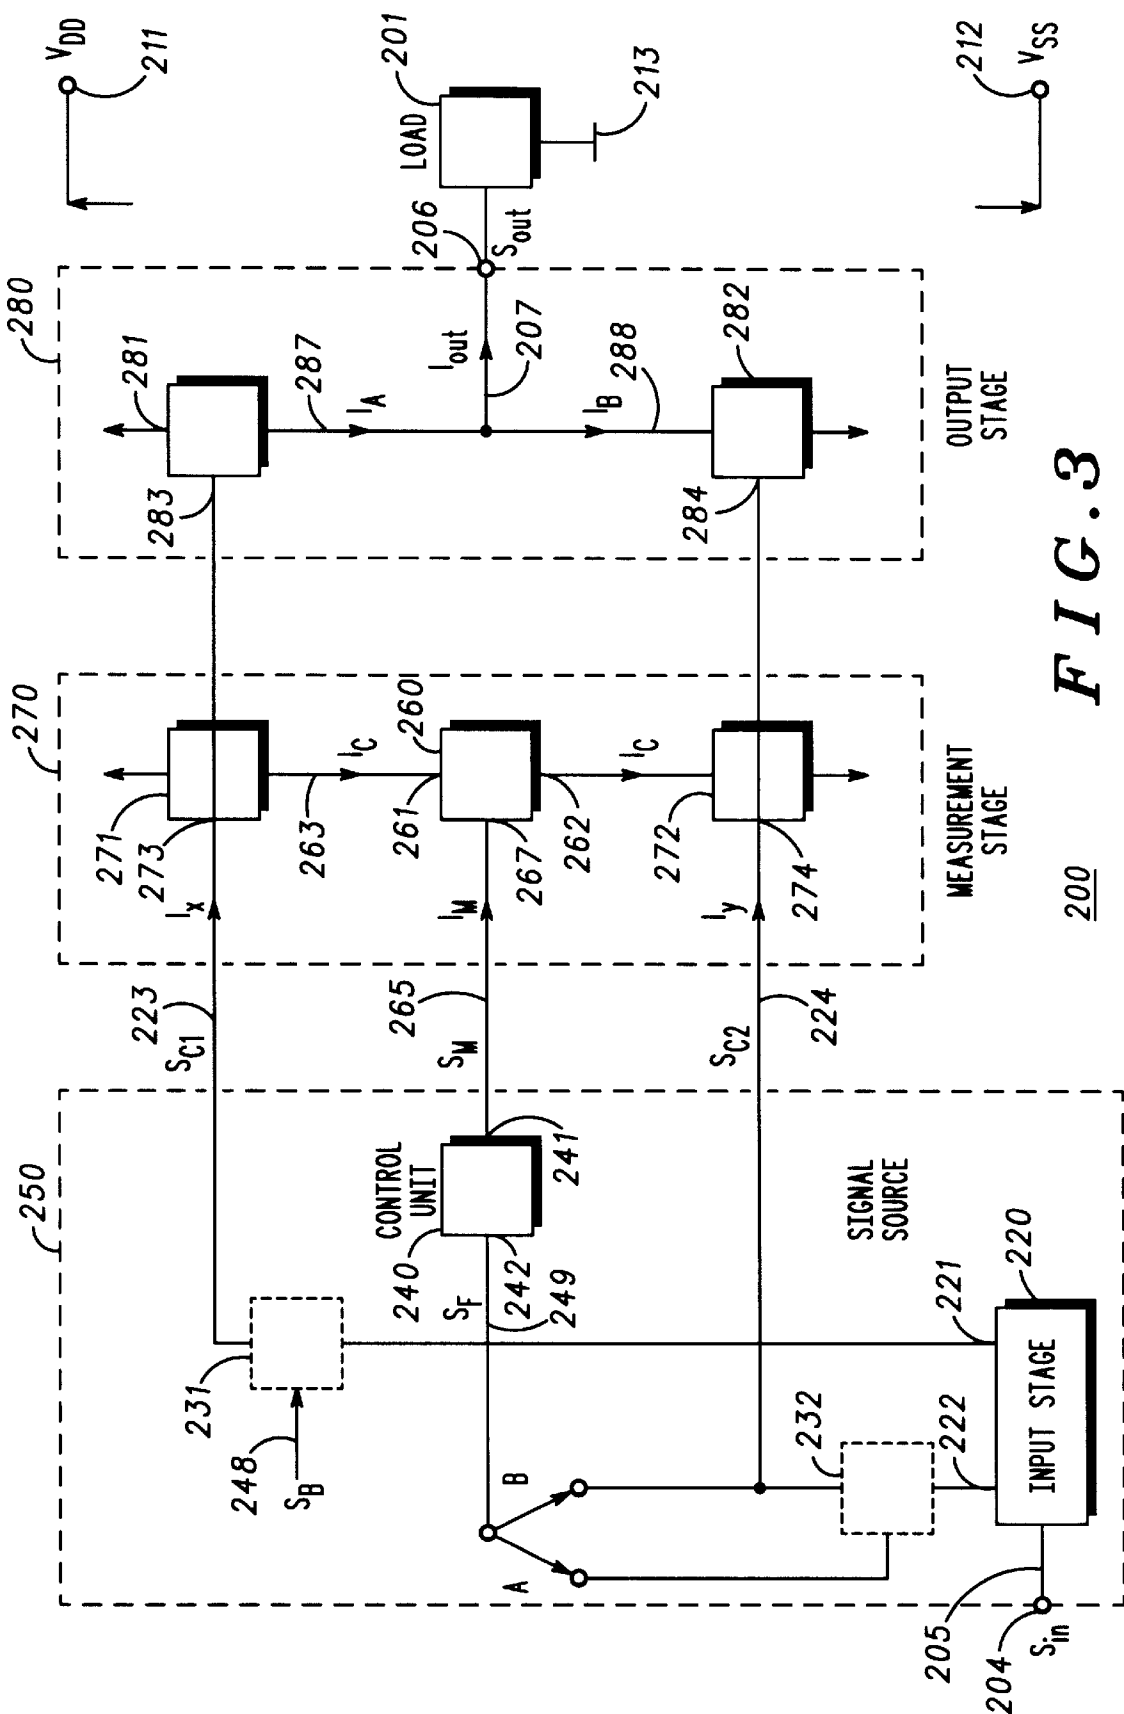 250
SIGNAL
SOURCE
204
S_in
205
INPUT STAGE
220
221
222
231
248
S_B
232
A
B
S_F
249
242
240
CONTROL
UNIT
241
223
S_C1
265
S_M
224
S_C2
270
MEASUREMENT
STAGE
271
273
I_x
263
I_C
261
260
267
I_M
262
I_C
272
274
I_y
280
OUTPUT
STAGE
281
283
287
I_A
I_out
207
I_B
288
282
284
206
S_out
LOAD
201
213
V_DD
211
V_SS
212
200
FIG.3